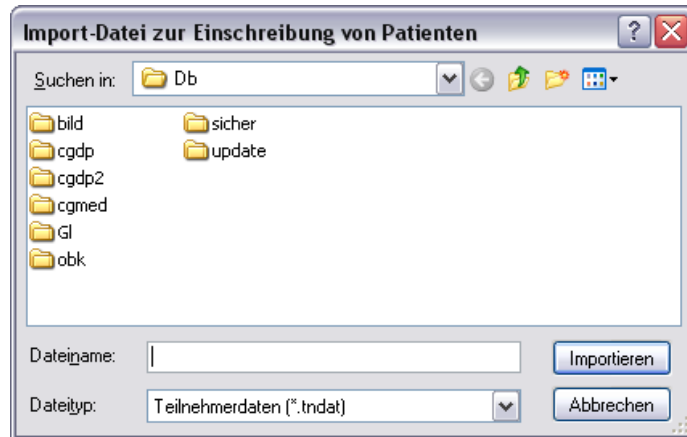 Import-Datei zur Einschreibung von Patienten
Suchen in: Db
bild sicher
cgdp update
cgdp2
cgmed
Gl
obk
Dateiname: Importieren
Dateityp: Teilnehmerdaten (*.tndat) Abbrechen